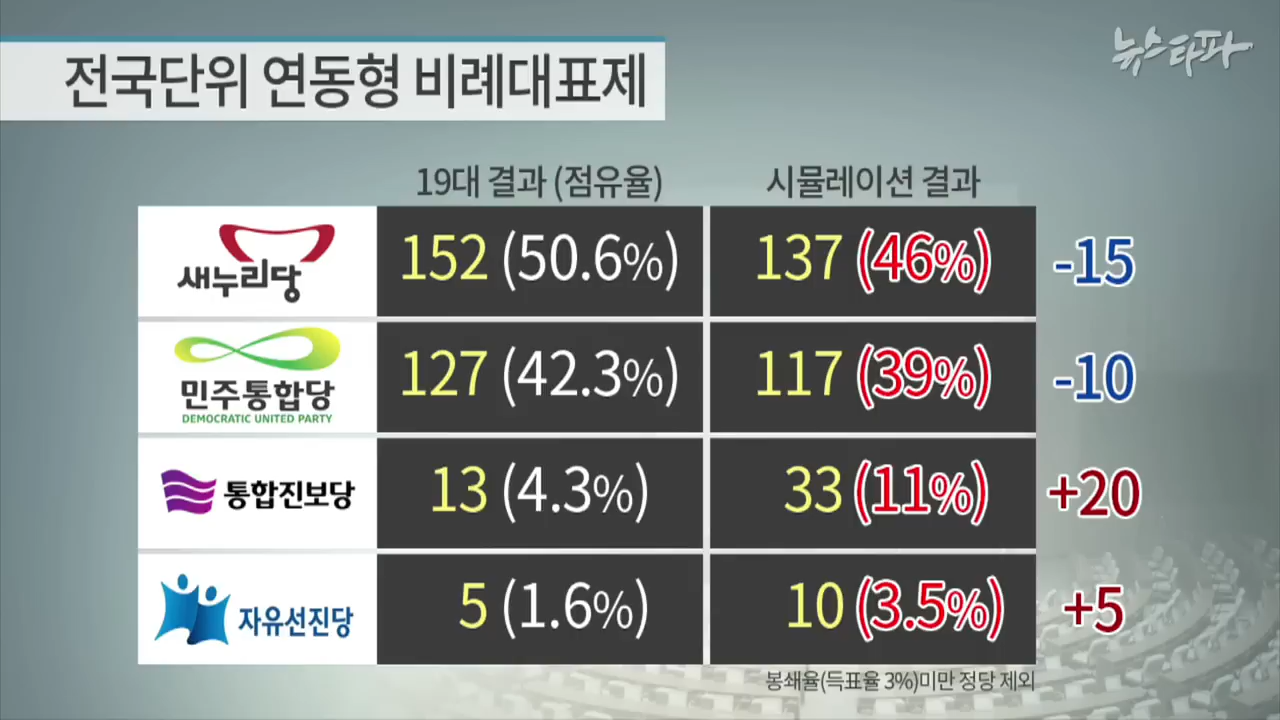 뉴스타파
전국단위 연동형 비례대표제
19대 결과 (점유율) 시뮬레이션 결과
새누리당 152 (50.6%) 137 (46%) -15
민주통합당 DEMOCRATIC UNITED PARTY 127 (42.3%) 117 (39%) -10
통합진보당 13 (4.3%) 33 (11%) +20
자유선진당 5 (1.6%) 10 (3.5%) +5
봉쇄율(득표율 3%)미만 정당 제외